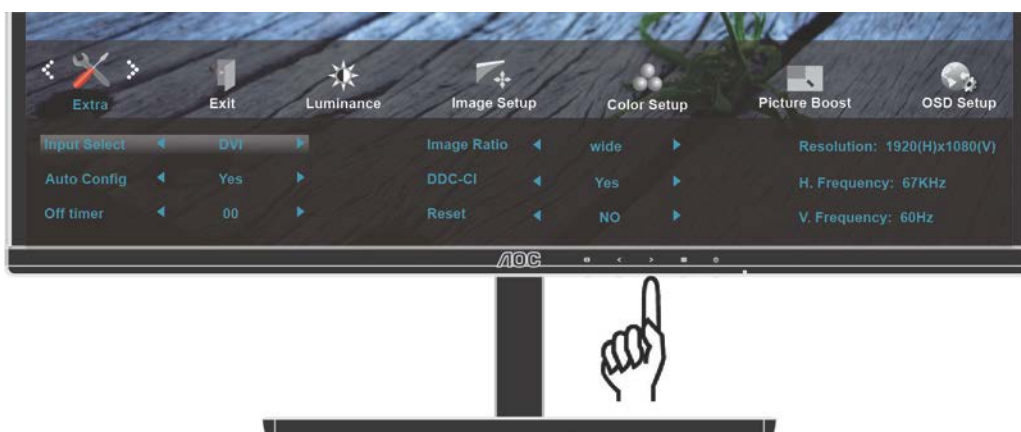 Extra Exit Luminance Image Setup Color Setup Picture Boost OSD Setup
Input Select DVI Image Ratio wide Resolution: 1920(H)x1080(V)
Auto Config Yes DDC-CI Yes H. Frequency: 67KHz
Off timer 00 Reset NO V. Frequency: 60Hz
AOC